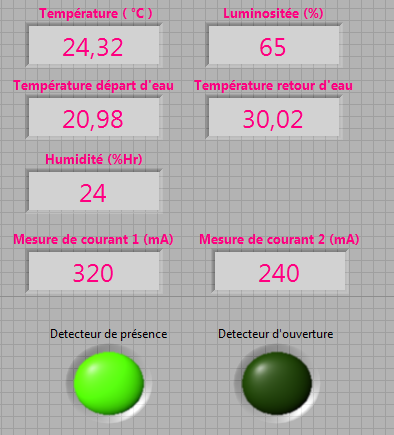 Température ( °C ) Luminositée (%)
24,32 65
Température départ d'eau Température retour d'eau
20,98 30,02
Humidité (%Hr)
24
Mesure de courant 1 (mA) Mesure de courant 2 (mA)
320 240
Detecteur de présence Detecteur d'ouverture